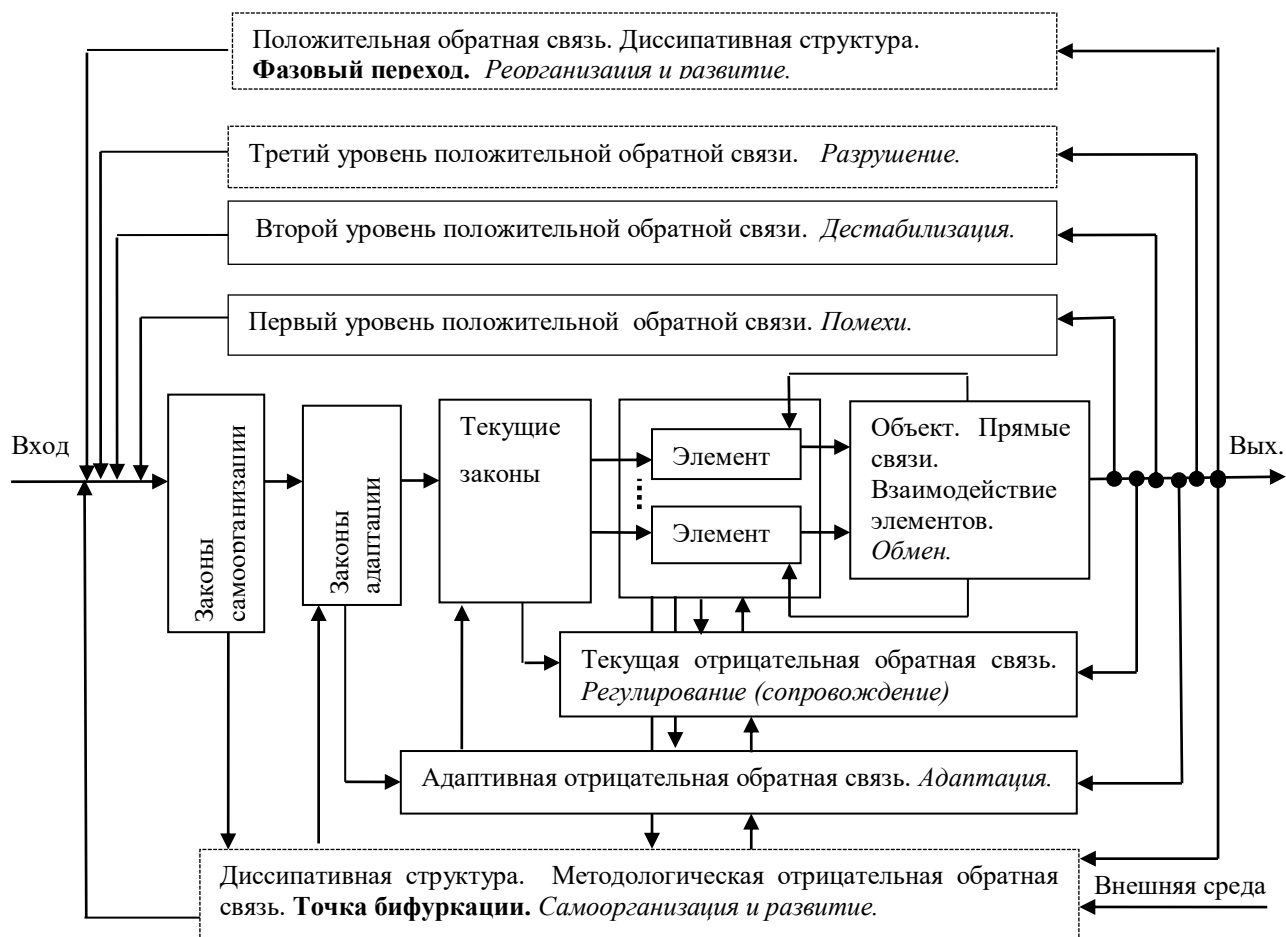 Положительная обратная связь. Диссипативная структура.
Фазовый переход. Реорганизация и развитие.
Третий уровень положительной обратной связи. Разрушение.
Второй уровень положительной обратной связи. Дестабилизация.
Первый уровень положительной обратной связи. Помехи.
Вход
Законы
самоорганизации
Законы
адаптации
Текущие
законы
Элемент
Элемент
Объект. Прямые
связи.
Взаимодействие
элементов.
Обмен.
Вых.
Текущая отрицательная обратная связь.
Регулирование (сопровождение)
Адаптивная отрицательная обратная связь. Адаптация.
Диссипативная структура. Методологическая отрицательная обратная
связь. Точка бифуркации. Самоорганизация и развитие.
Внешняя среда